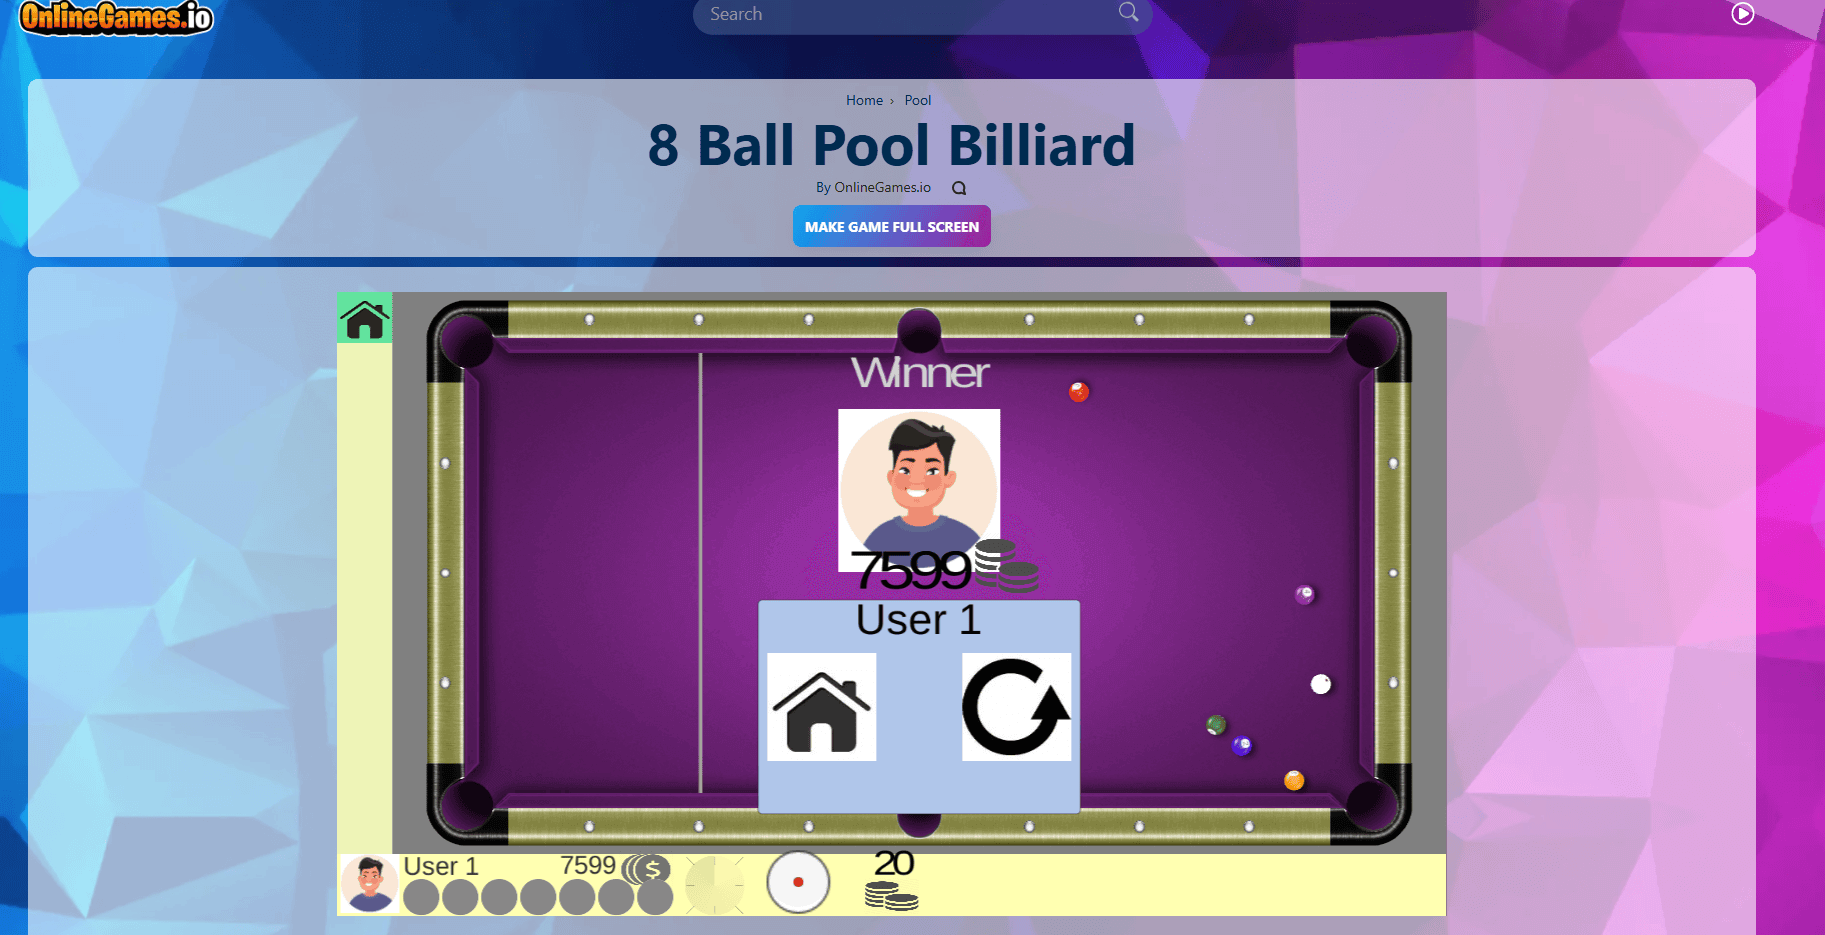 OnlineGames.io
Search
Home › Pool
8 Ball Pool Billiard
By OnlineGames.io
MAKE GAME FULL SCREEN
Winner
7599
User 1
User 1 7599 $
20